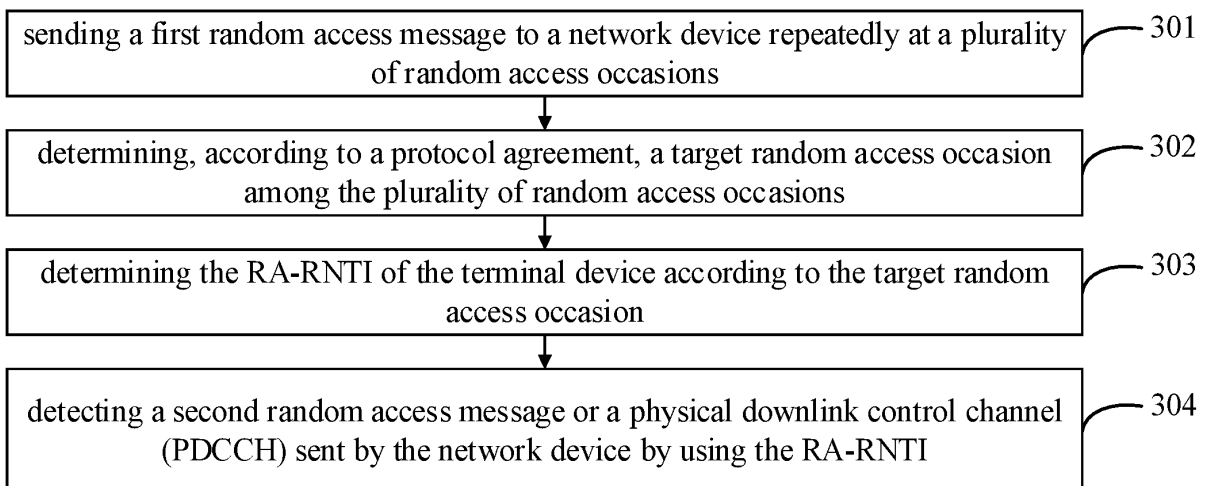 sending a first random access message to a network device repeatedly at a plurality
of random access occasions
301
determining, according to a protocol agreement, a target random access occasion
among the plurality of random access occasions
302
determining the RA-RNTI of the terminal device according to the target random
access occasion
303
detecting a second random access message or a physical downlink control channel
(PDCCH) sent by the network device by using the RA-RNTI
304